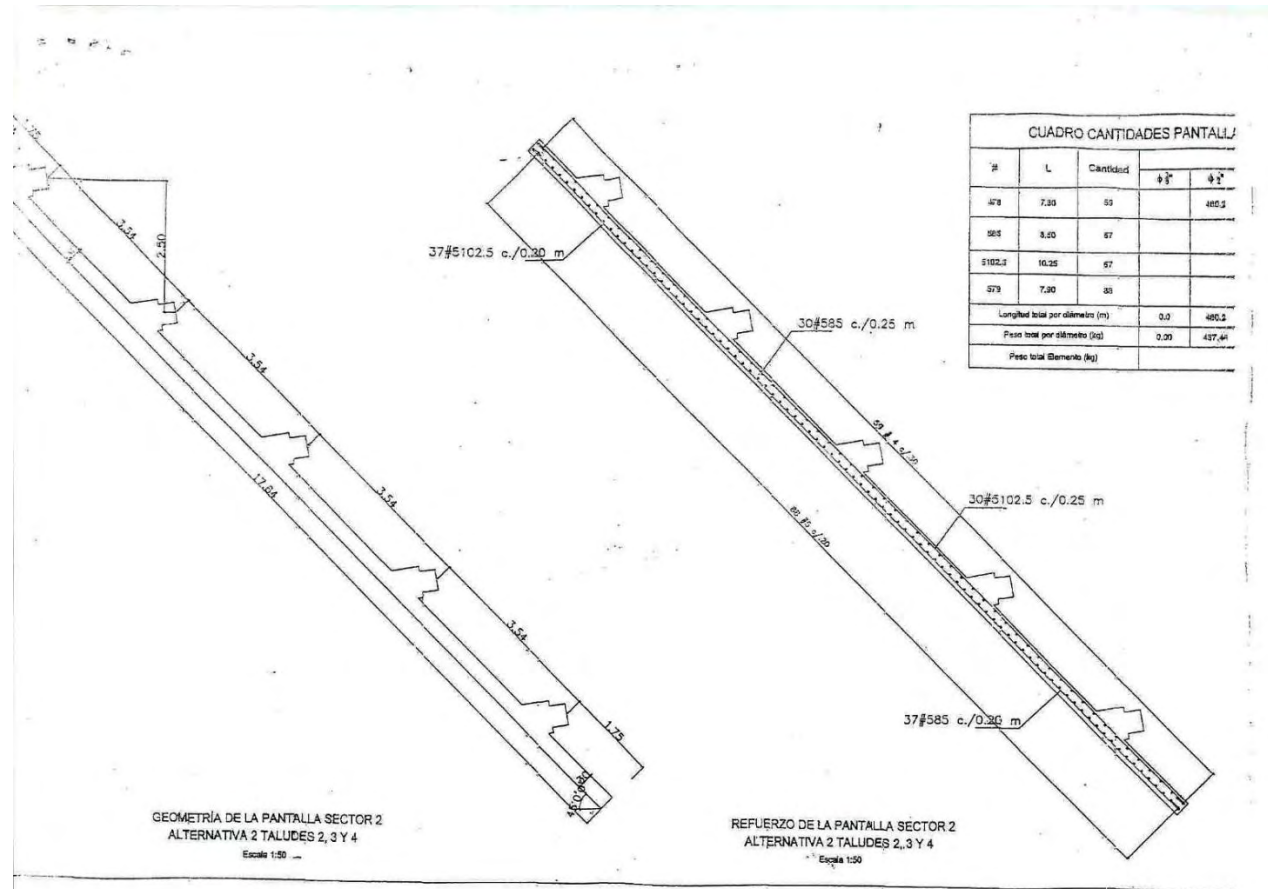 1.75
3.54
2.50
3.54
3.54
3.54
17.64
1.75
GEOMETRÍA DE LA PANTALLA SECTOR 2
ALTERNATIVA 2 TALUDES 2, 3 Y 4
Escala 1:50
37#5102.5 c./0.20 m
30#585 c./0.25 m
30#5102.5 c./0.25 m
37#585 c./0.20 m
REFUERZO DE LA PANTALLA SECTOR 2
ALTERNATIVA 2 TALUDES 2, 3 Y 4
Escala 1:50
CUADRO CANTIDADES PANTALLA
# L Cantidad
7,30
585 8,50 67
5102.5 10.25 67
579 7,90 88
Longitud total por diámetro (m) 0.0 460.2
Peso total por diámetro (kg) 0.00 437,44
Peso total Elemento (kg)